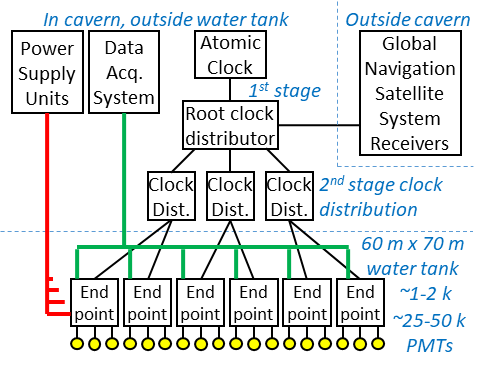 In cavern, outside water tank
Outside cavern
Power
Supply
Units
Data
Acq.
System
Atomic
Clock
Global
Navigation
Satellite
System
Receivers
1st stage
Root clock
distributor
Clock
Dist.
Clock
Dist.
Clock
Dist.
2nd stage clock
distribution
60 m x 70 m
water tank
End
point
End
point
End
point
End
point
End
point
End
point
~1-2 k
~25-50 k
PMTs